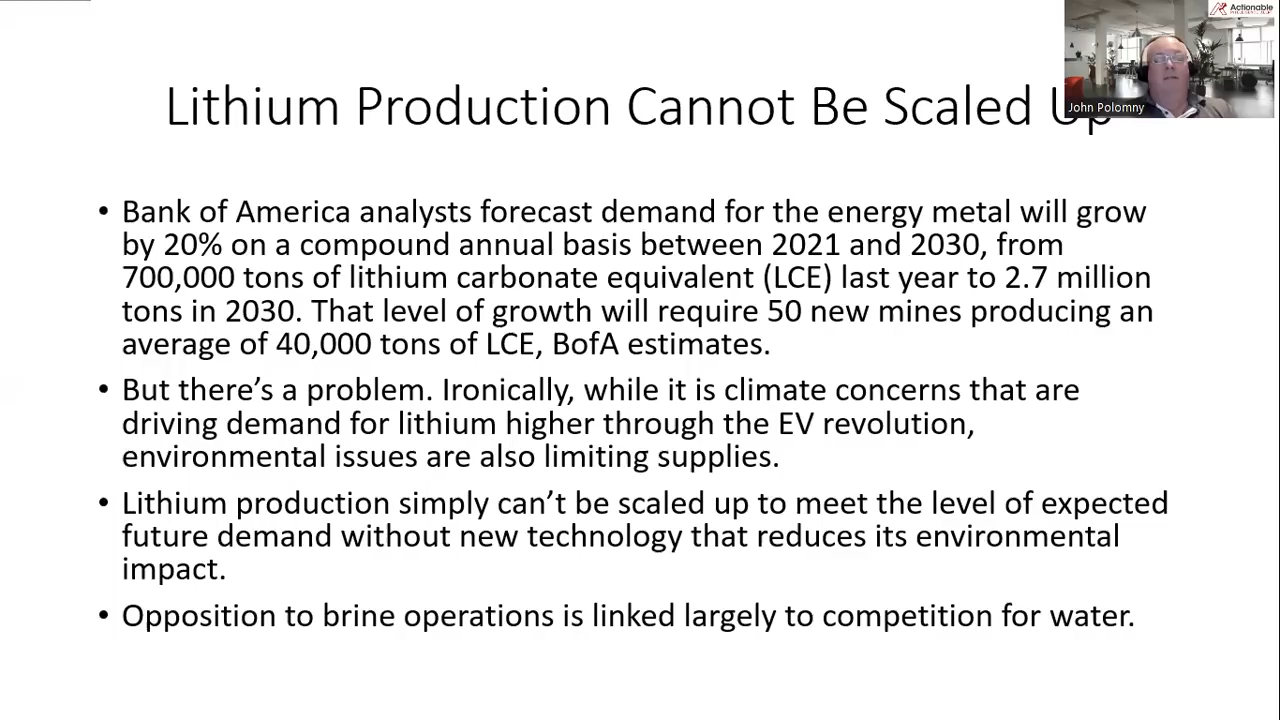 Actionable
John Polomny
Lithium Production Cannot Be Scaled Up
• Bank of America analysts forecast demand for the energy metal will grow
by 20% on a compound annual basis between 2021 and 2030, from
700,000 tons of lithium carbonate equivalent (LCE) last year to 2.7 million
tons in 2030. That level of growth will require 50 new mines producing an
average of 40,000 tons of LCE, BofA estimates.
• But there’s a problem. Ironically, while it is climate concerns that are
driving demand for lithium higher through the EV revolution,
environmental issues are also limiting supplies.
• Lithium production simply can’t be scaled up to meet the level of expected
future demand without new technology that reduces its environmental
impact.
• Opposition to brine operations is linked largely to competition for water.